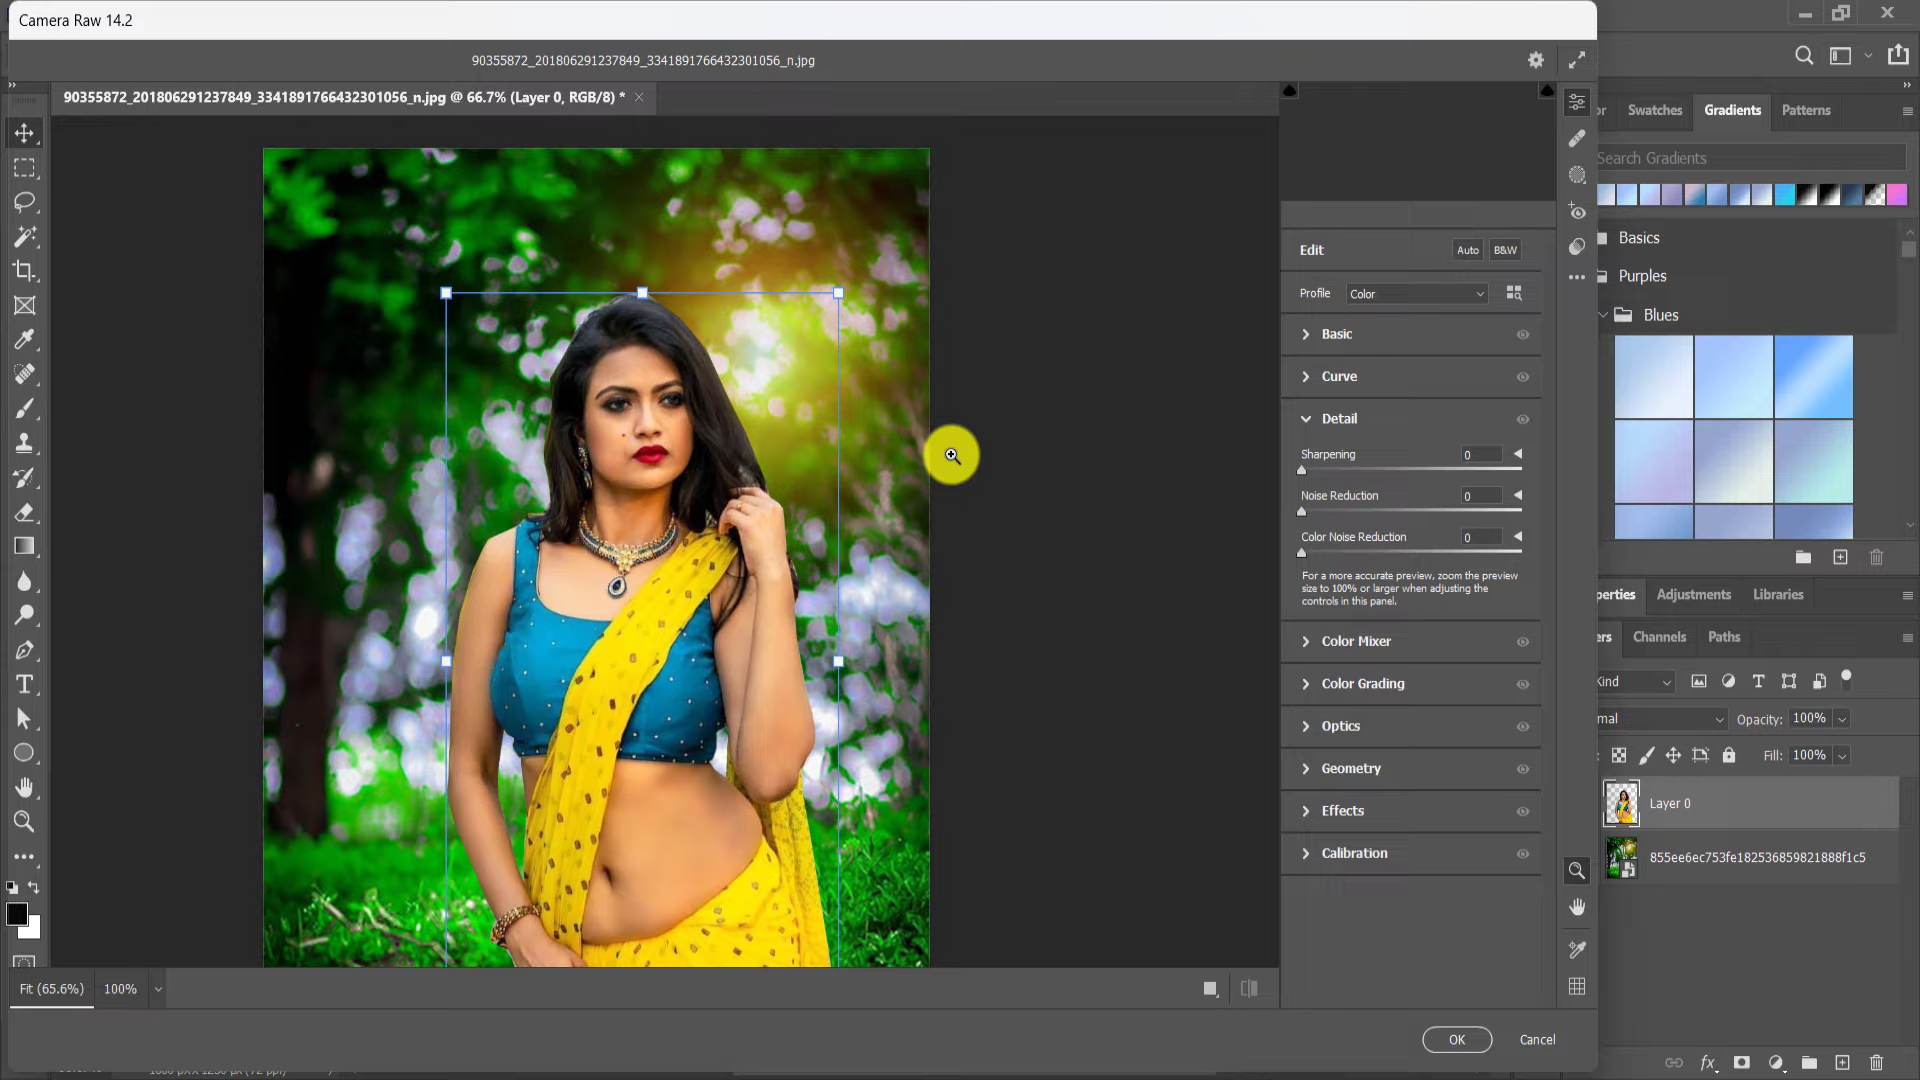 Camera Raw 14.2
90355872_201806291237849_3341891766432301056_n.jpg
90355872_201806291237849_3341891766432301056_n.jpg @ 66.7% (Layer 0, RGB/8) *
Swatches Gradients Patterns
Search Gradients
Basics
Purples
Blues
Edit Auto B&W
Profile Color
Basic
Curve
Detail
Sharpening 0
Noise Reduction 0
Color Noise Reduction 0
For a more accurate preview, zoom the preview
size to 100% or larger when adjusting the
controls in this panel.
Color Mixer
Color Grading
Optics
Geometry
Effects
Calibration
perties Adjustments Libraries
ers Channels Paths
Kind
mal Opacity: 100%
Fill: 100%
Layer 0
855ee6ec753fe182536859821888f1c5
Fit (65.6%) 100%
OK Cancel